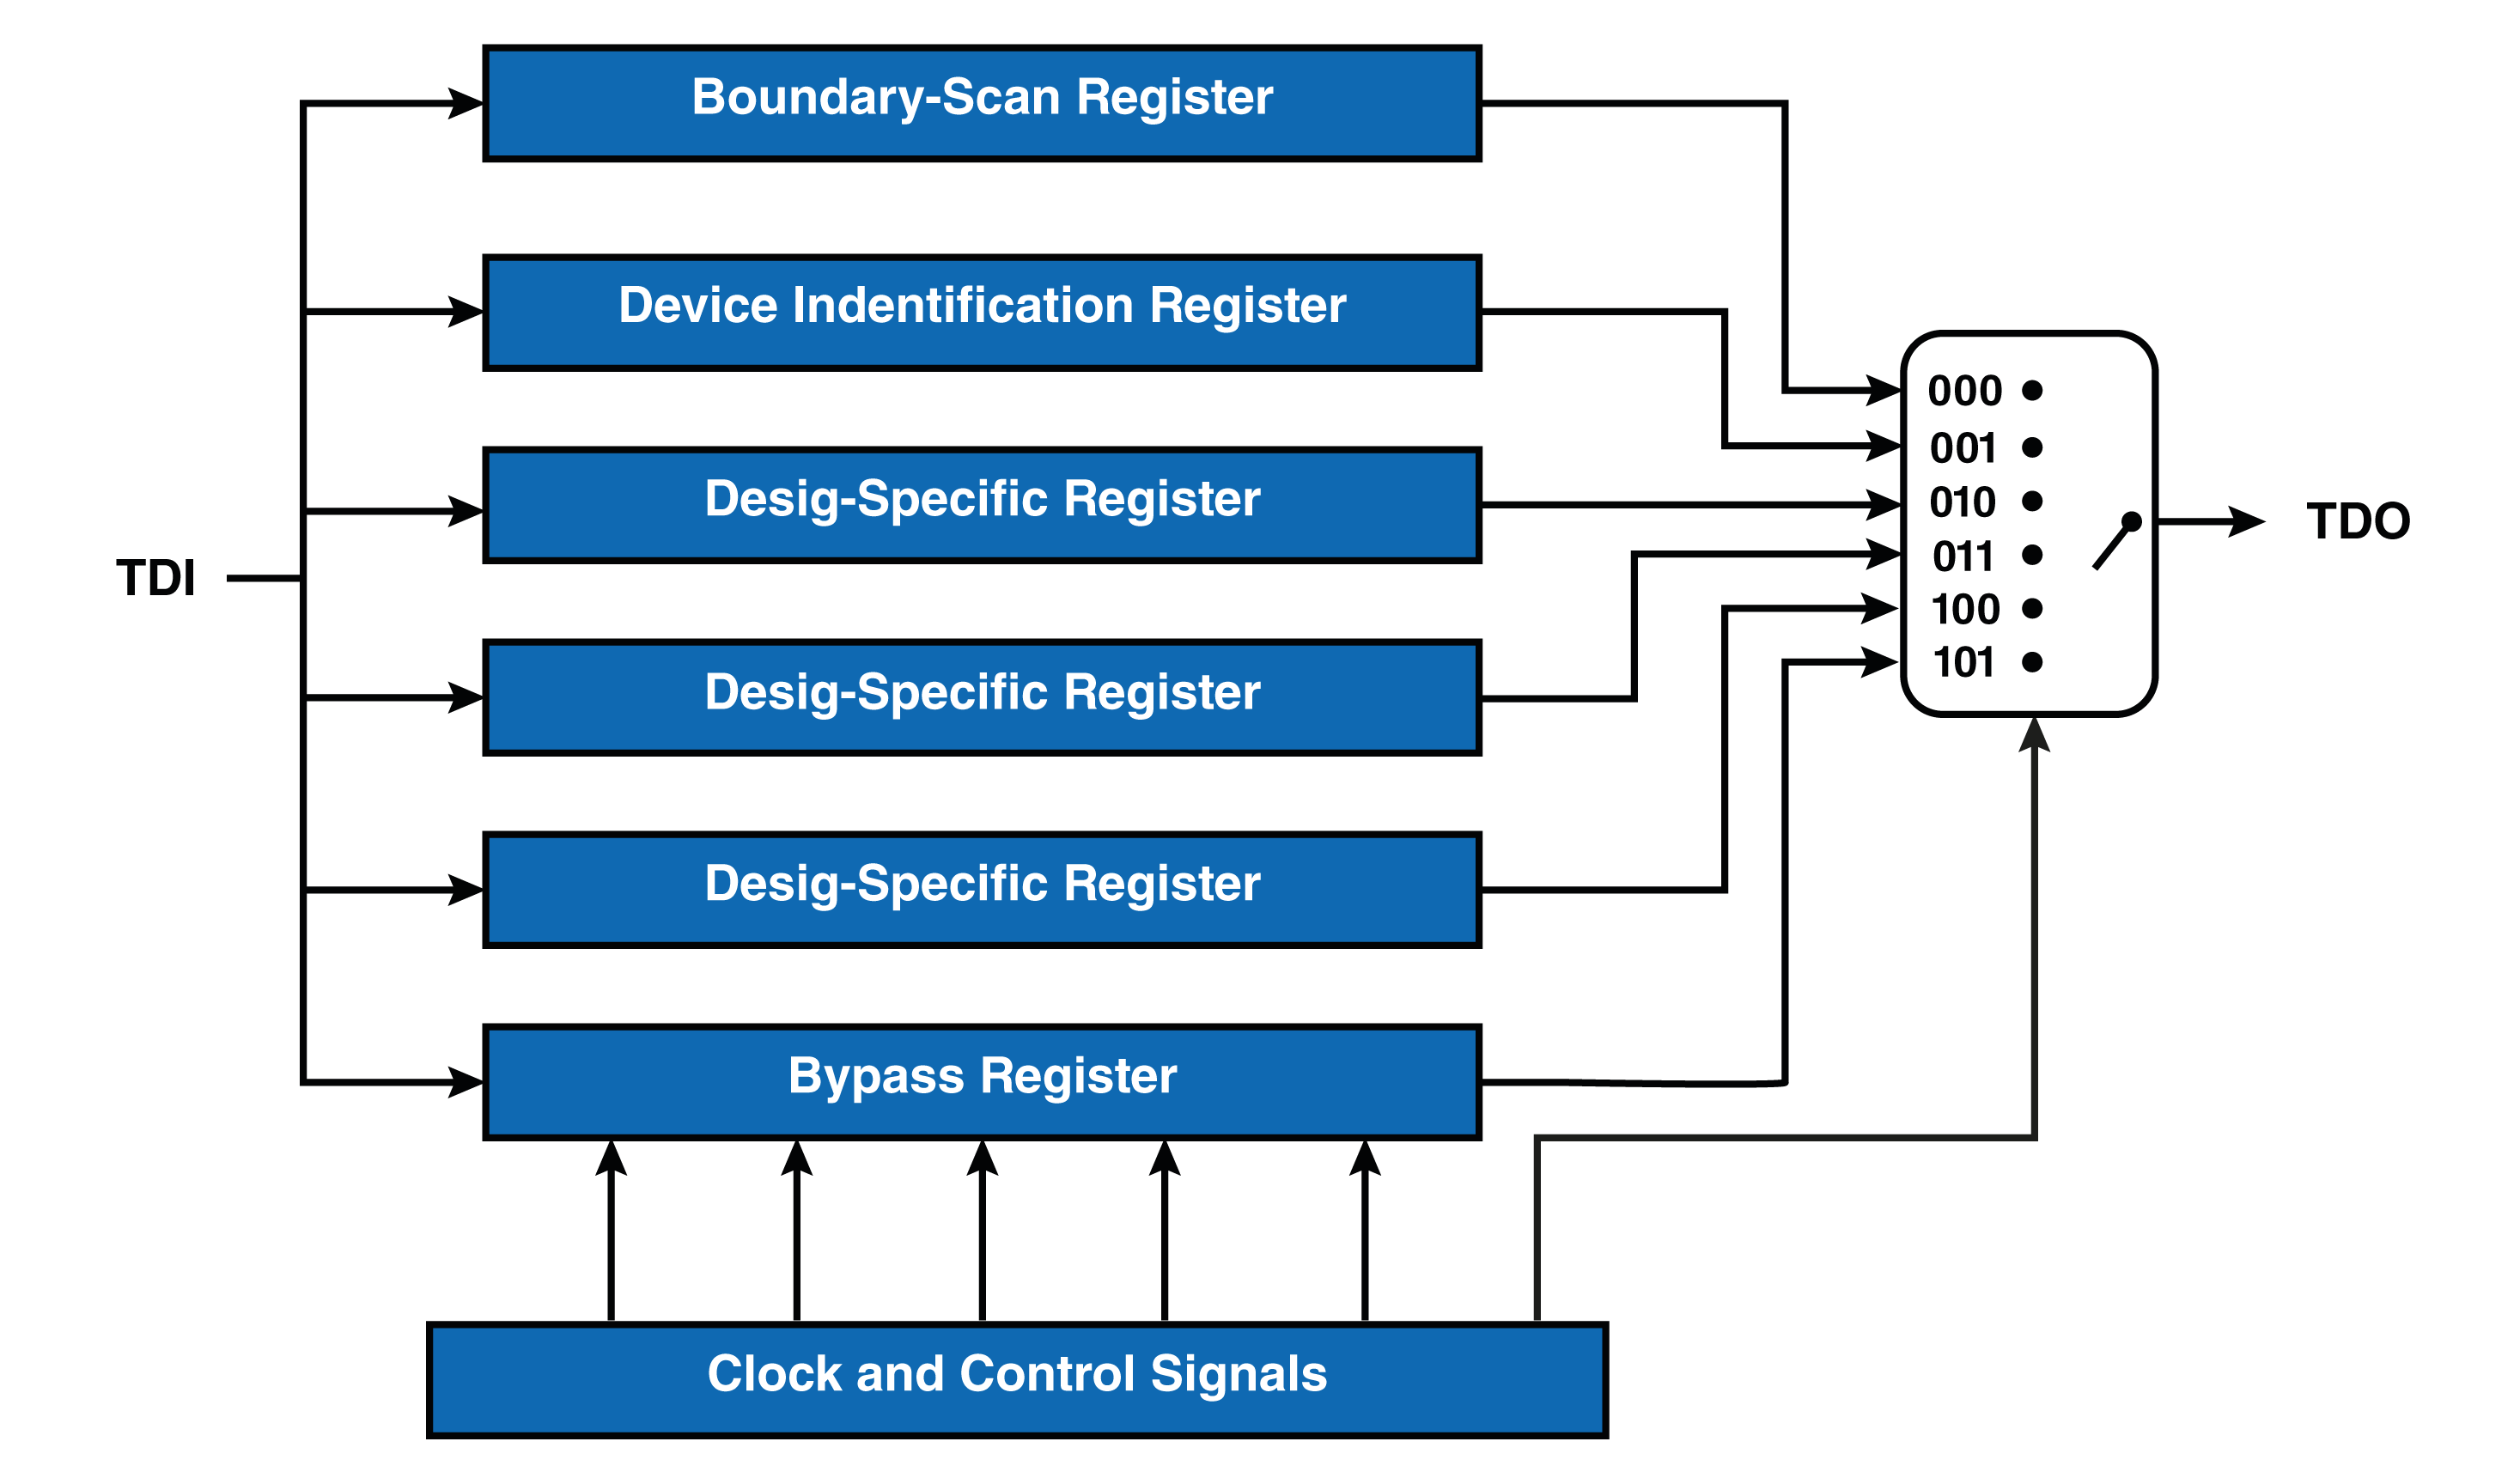 Boundary-Scan Register
Device Indentification Register
Desig-Specific Register
Desig-Specific Register
Desig-Specific Register
Bypass Register
Clock and Control Signals
TDI
000
001
010
011
100
101
TDO